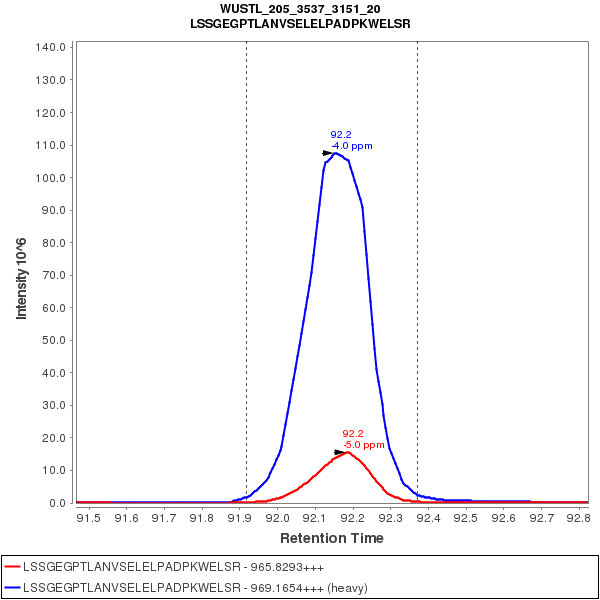 WUSTL_205_3537_3151_20
LSSGEGPTLANVSELELPADPKWELSR
140.0
130.0
120.0
110.0
100.0
90.0
80.0
70.0
60.0
50.0
40.0
30.0
20.0
10.0
0.0
Intensity 10^6
92.2
-4.0 ppm
92.2
-5.0 ppm
91.5 91.6 91.7 91.8 91.9 92.0 92.1 92.2 92.3 92.4 92.5 92.6 92.7 92.8
Retention Time
LSSGEGPTLANVSELELPADPKWELSR - 965.8293+++
LSSGEGPTLANVSELELPADPKWELSR - 969.1654+++ (heavy)